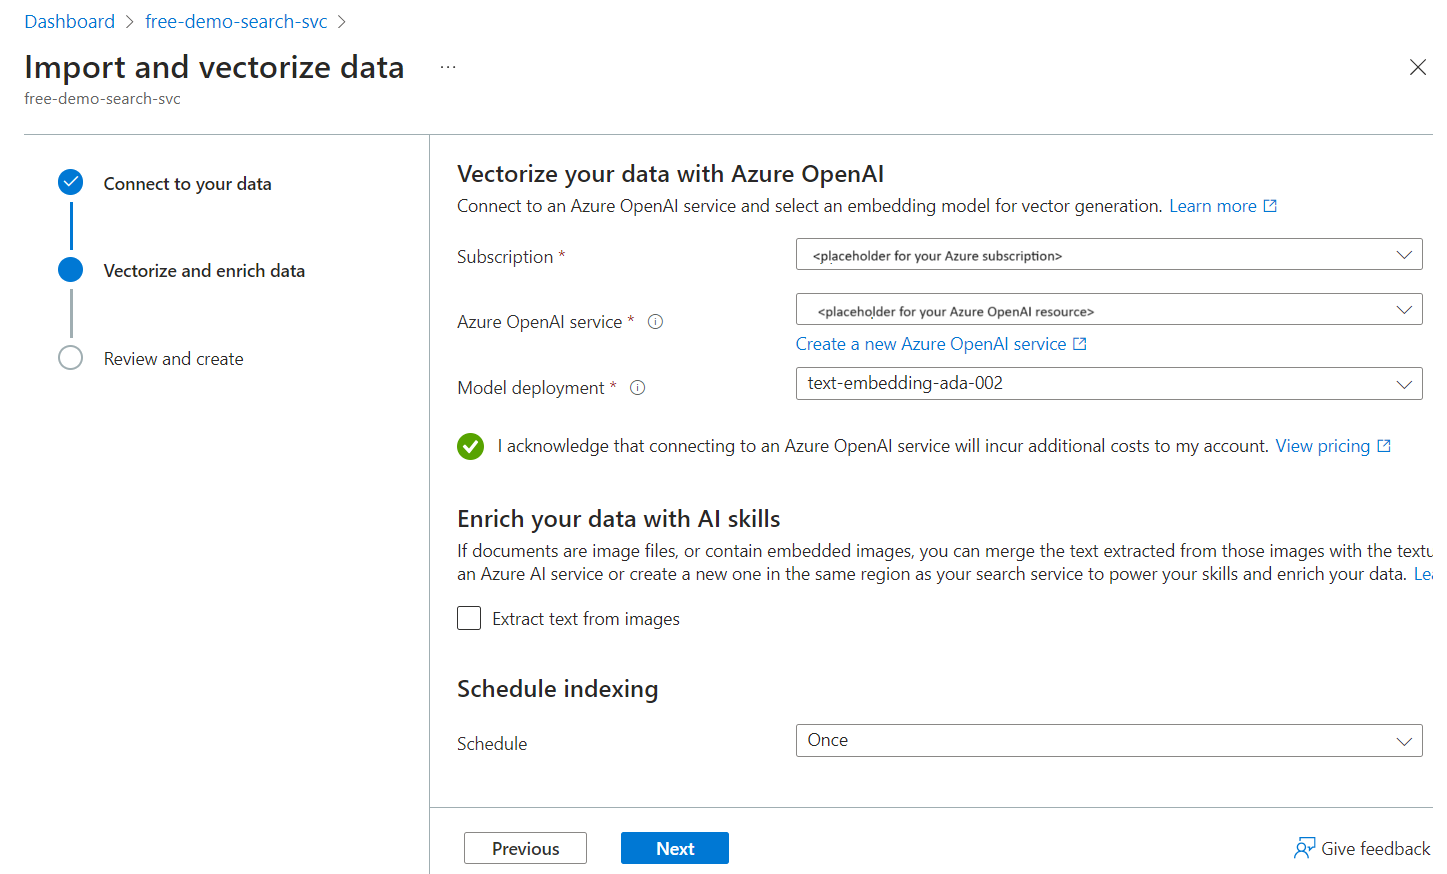 Dashboard > free-demo-search-svc >
Import and vectorize data ...
free-demo-search-svc
Connect to your data
Vectorize and enrich data
Review and create
Vectorize your data with Azure OpenAI
Connect to an Azure OpenAI service and select an embedding model for vector generation. Learn more
Subscription *
<placeholder for your Azure subscription>
Azure OpenAI service *
<placeholder for your Azure OpenAI resource>
Create a new Azure OpenAI service
Model deployment *
text-embedding-ada-002
I acknowledge that connecting to an Azure OpenAI service will incur additional costs to my account. View pricing
Enrich your data with AI skills
If documents are image files, or contain embedded images, you can merge the text extracted from those images with the
an Azure AI service or create a new one in the same region as your search service to power your skills and enrich your data.
Extract text from images
Schedule indexing
Schedule
Once
Previous
Next
Give feedback